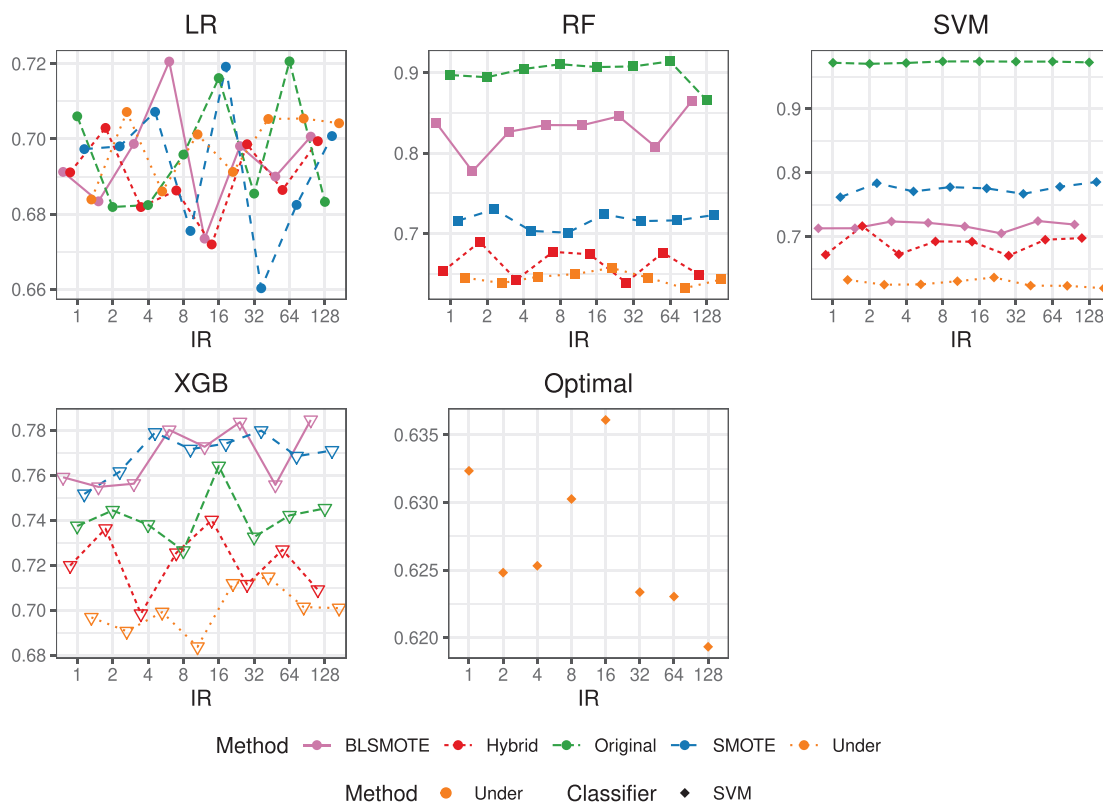 LR
RF
SVM
0.72
0.70
0.68
0.66
0.9
0.8
0.7
0.9
0.8
0.7
1 2 4 8 16 32 64 128
1 2 4 8 16 32 64 128
1 2 4 8 16 32 64 128
IR
IR
IR
XGB
Optimal
0.78
0.76
0.74
0.72
0.70
0.68
0.635
0.630
0.625
0.620
1 2 4 8 16 32 64 128
1 2 4 8 16 32 64 128
IR
IR
Method BLSMOTE Hybrid Original SMOTE Under
Method Under Classifier SVM